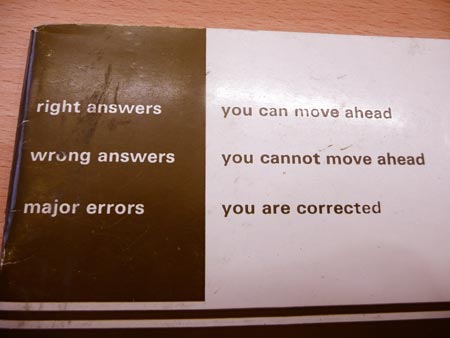 right answers you can move ahead
wrong answers you cannot move ahead
major errors you are corrected